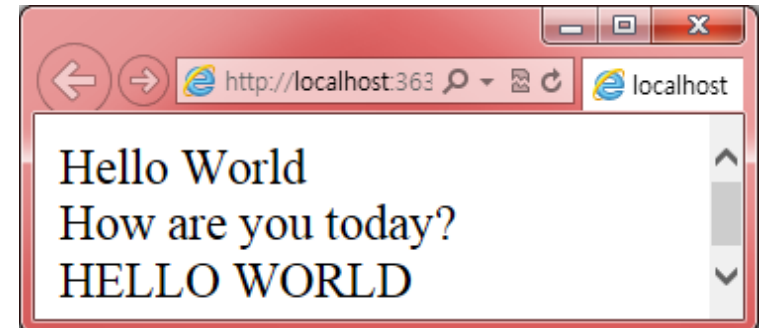 http://localhost:363
localhost
Hello World
How are you today?
HELLO WORLD